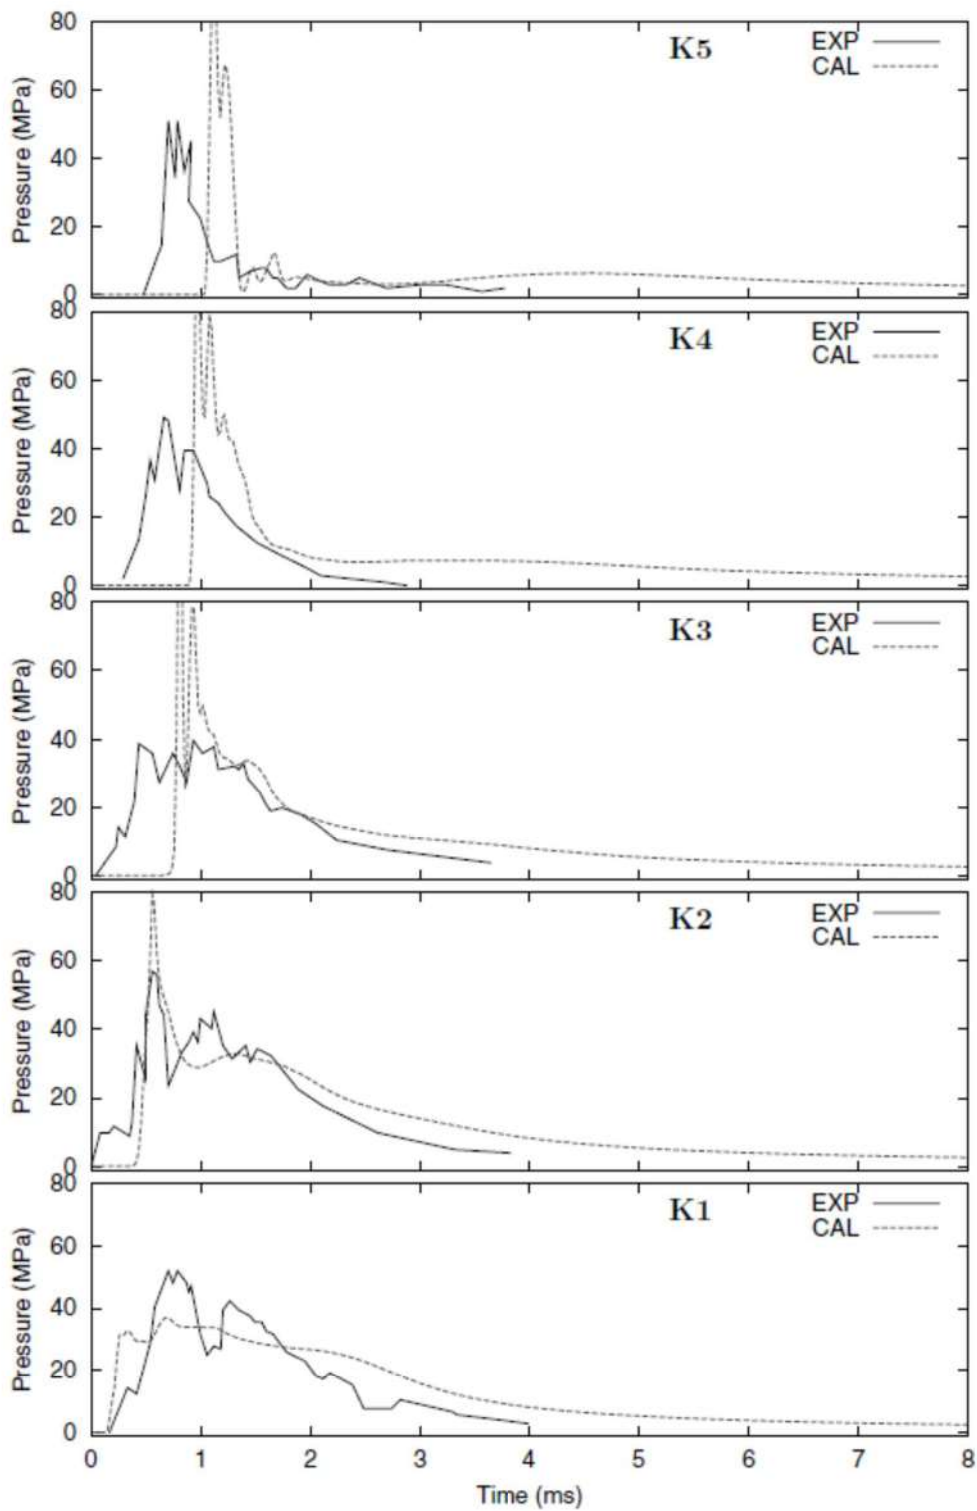 80
K5
EXP
CAL
60
40
20
0
Pressure (MPa)
80
K4
EXP
CAL
60
40
20
0
Pressure (MPa)
80
K3
EXP
CAL
60
40
20
0
Pressure (MPa)
80
K2
EXP
CAL
60
40
20
0
Pressure (MPa)
80
K1
EXP
CAL
60
40
20
0
Pressure (MPa)
0 1 2 3 4 5 6 7 8
Time (ms)